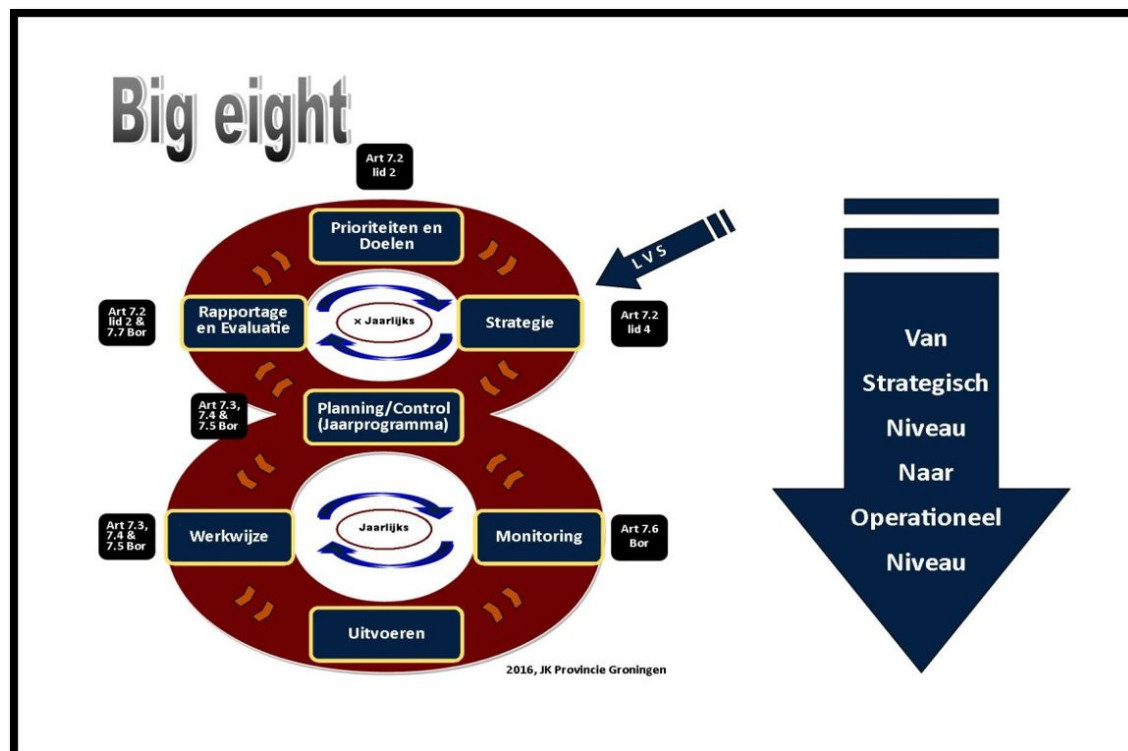 Big eight
Art 7.2
lid 2
Prioriteiten en
Doelen
LVS
Art 7.2
lid 2 &
7.7 Bor
Rapportage
en Evaluatie
x Jaarlijks
Strategie
Art 7.2
lid 4
Art 7.3,
7.4 &
7.5 Bor
Planning/Control
(Jaarprogramma)
Art 7.3,
7.4 &
7.5 Bor
Werkwijze
Jaarlijks
Monitoring
Art 7.6
Bor
Uitvoeren
2016, JK Provincie Groningen
Van
Strategisch
Niveau
Naar
Operationeel
Niveau